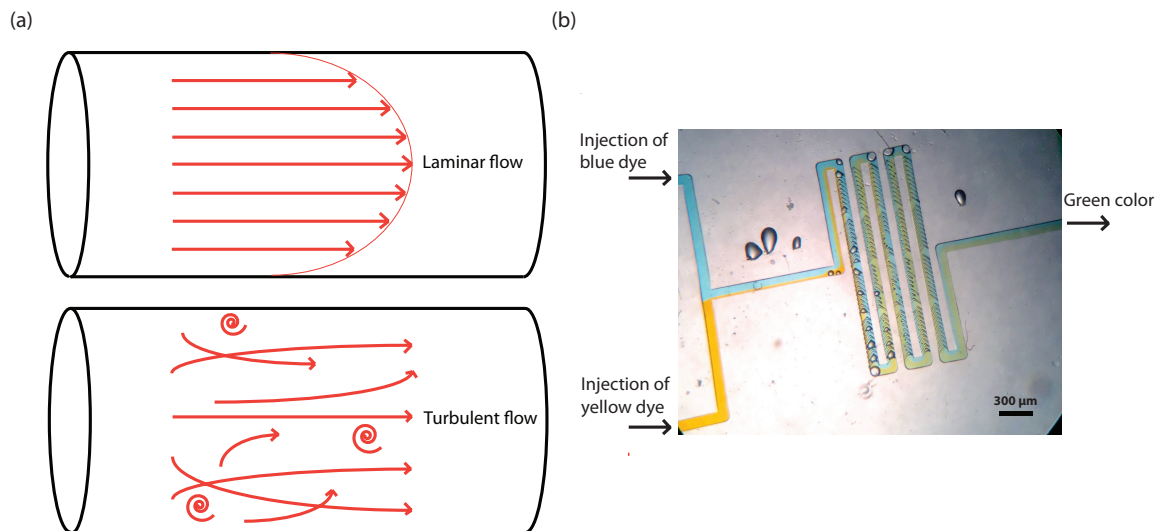 (a)
Laminar flow
Turbulent flow
(b)
Injection of
blue dye
Injection of
yellow dye
Green color
300 µm